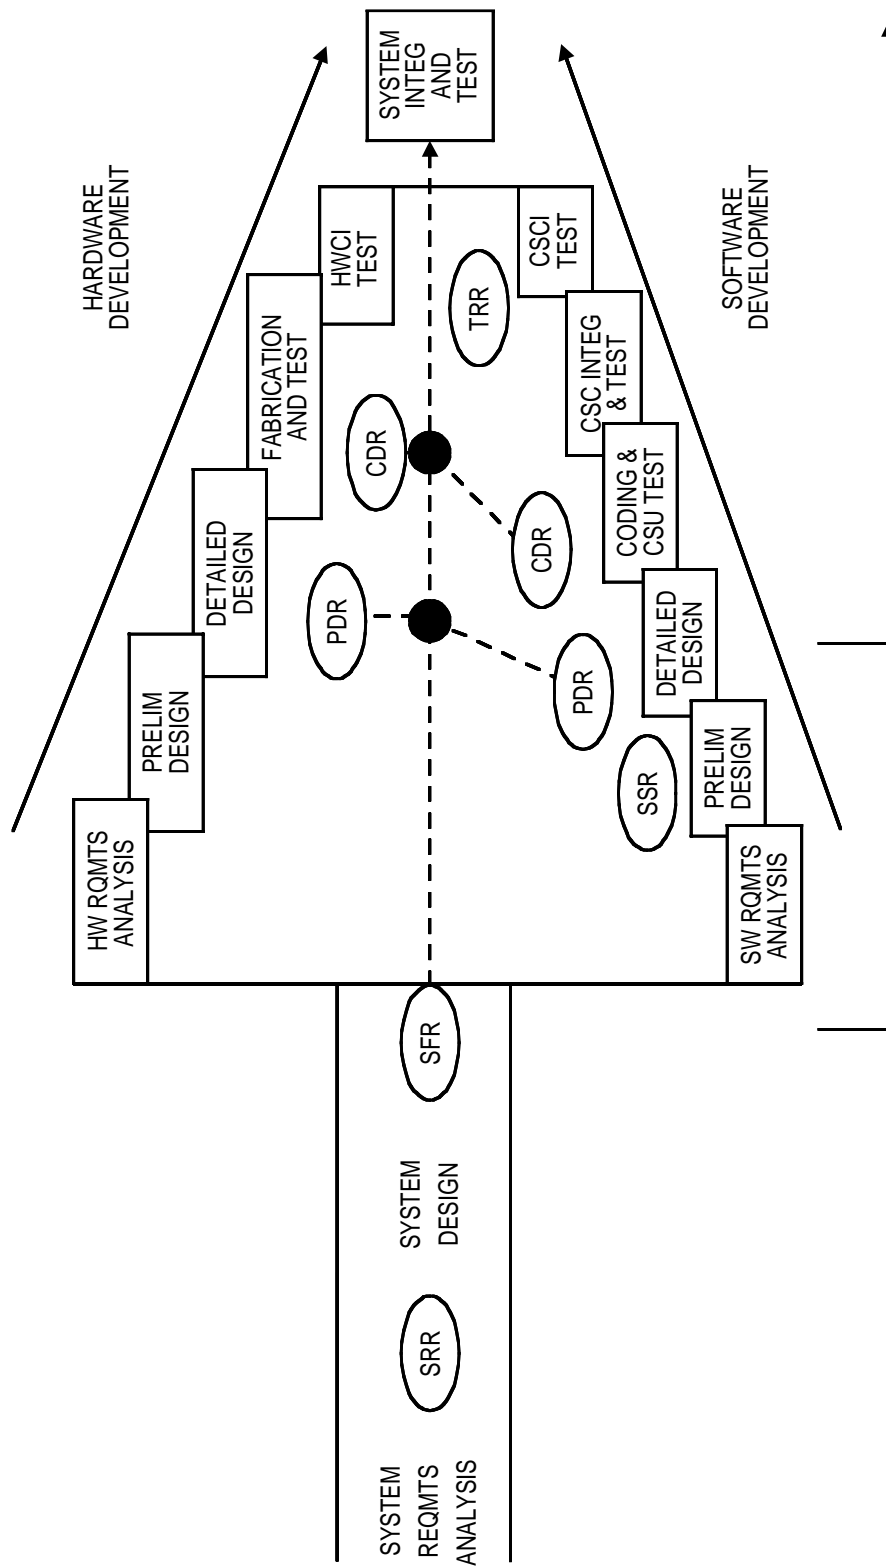 SYSTEM
REQMTS
ANALYSIS
SRR
SYSTEM
DESIGN
SFR
HARDWARE
DEVELOPMENT
HW RQMTS
ANALYSIS
PRELIM
DESIGN
DETAILED
DESIGN
FABRICATION
AND TEST
HWCI
TEST
PDR
CDR
SYSTEM
INTEG
AND
TEST
TRR
CDR
PDR
SSR
SW RQMTS
ANALYSIS
PRELIM
DESIGN
DETAILED
DESIGN
CODING &
CSU TEST
CSC INTEG
& TEST
CSCI
TEST
SOFTWARE
DEVELOPMENT